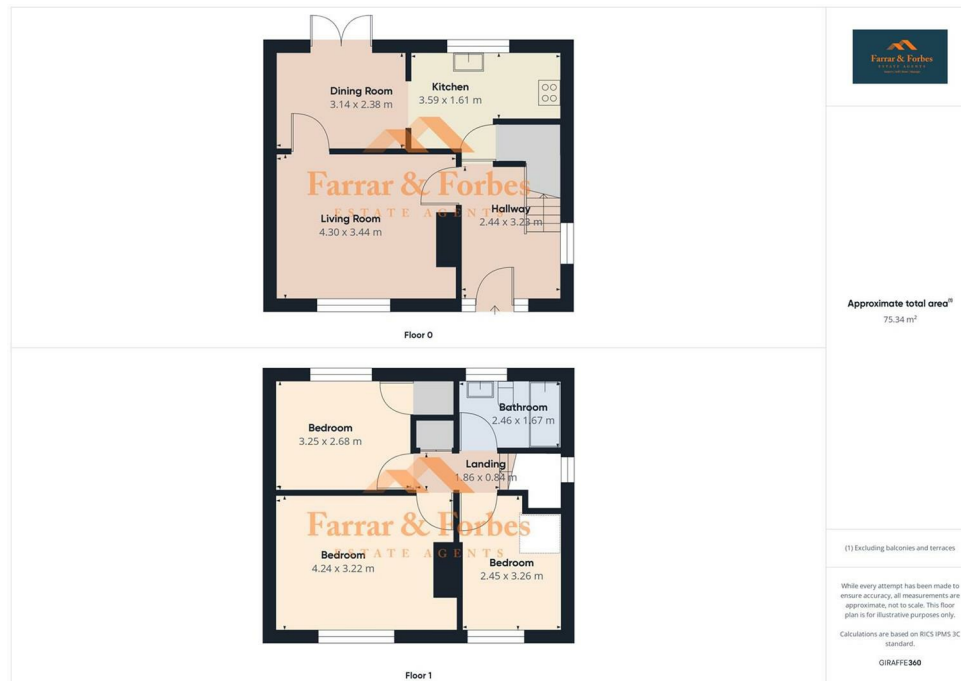 Dining Room
3.14 x 2.38 m
Kitchen
3.59 x 1.61 m
Farrar & Forbes
ESTATE AGENTS
Living Room
4.30 x 3.44 m
Hallway
2.44 x 3.23 m
Floor 0
Bedroom
3.25 x 2.68 m
Bathroom
2.46 x 1.67 m
Landing
1.86 x 0.84 m
Farrar & Forbes
ESTATE AGENTS
Bedroom
4.24 x 3.22 m
Bedroom
2.45 x 3.26 m
Floor 1
Farrar & Forbes
ESTATE AGENTS
Approximate total area(1)
75.34 m²
(1) Excluding balconies and terraces
While every attempt has been made to
ensure accuracy, all measurements are
approximate, not to scale. This floor
plan is for illustrative purposes only.
Calculations are based on RICS IPMS 3C
standard.
GIRAFFE360